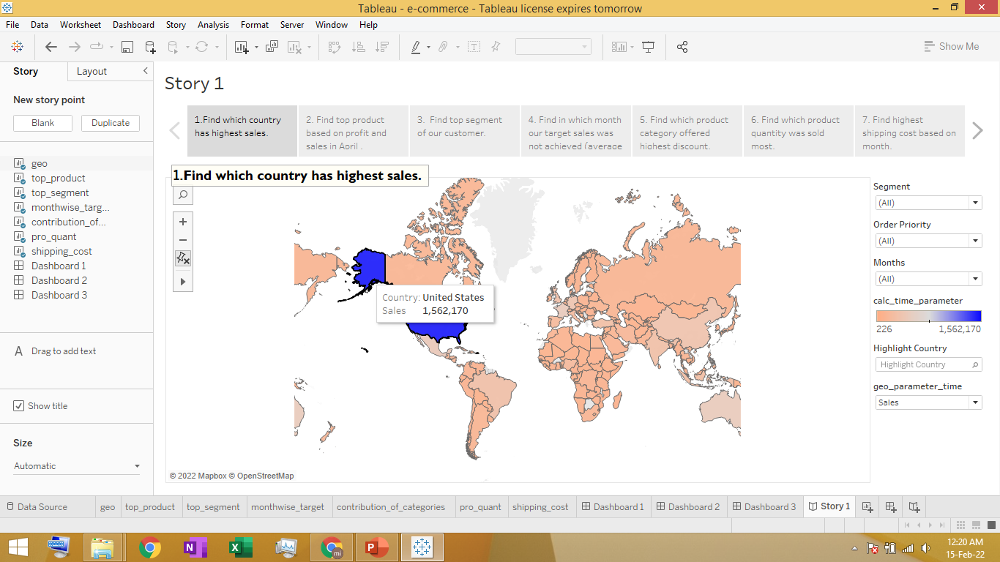 Tableau - e-commerce - Tableau license expires tomorrow
File Data Worksheet Dashboard Story Analysis Format Server Window Help
Show Me
Story Layout
New story point
Blank Duplicate
geo
top_product
top_segment
monthwise_targ...
contribution_of...
pro_quant
shipping_cost
Dashboard 1
Dashboard 2
Dashboard 3
A Drag to add text
Show title
Size
Automatic
Story 1
1.Find which country
has highest sales.
2. Find top product
based on profit and
sales in April .
3. Find top segment
of our customer.
4. Find in which month
our target sales was
not achieved (average
5. Find which product
category offered
highest discount.
6. Find which product
quantity was sold
most.
7. Find highest
shipping cost based on
month.
1.Find which country has highest sales.
Country: United States
Sales 1,562,170
© 2022 Mapbox © OpenStreetMap
Segment
(All)
Order Priority
(All)
Months
(All)
calc_time_parameter
226 1,562,170
Highlight Country
Highlight Country
geo_parameter_time
Sales
Data Source geo top_product top_segment monthwise_target contribution_of_categories pro_quant shipping_cost Dashboard 1 Dashboard 2 Dashboard 3 Story 1
12:20 AM
15-Feb-22